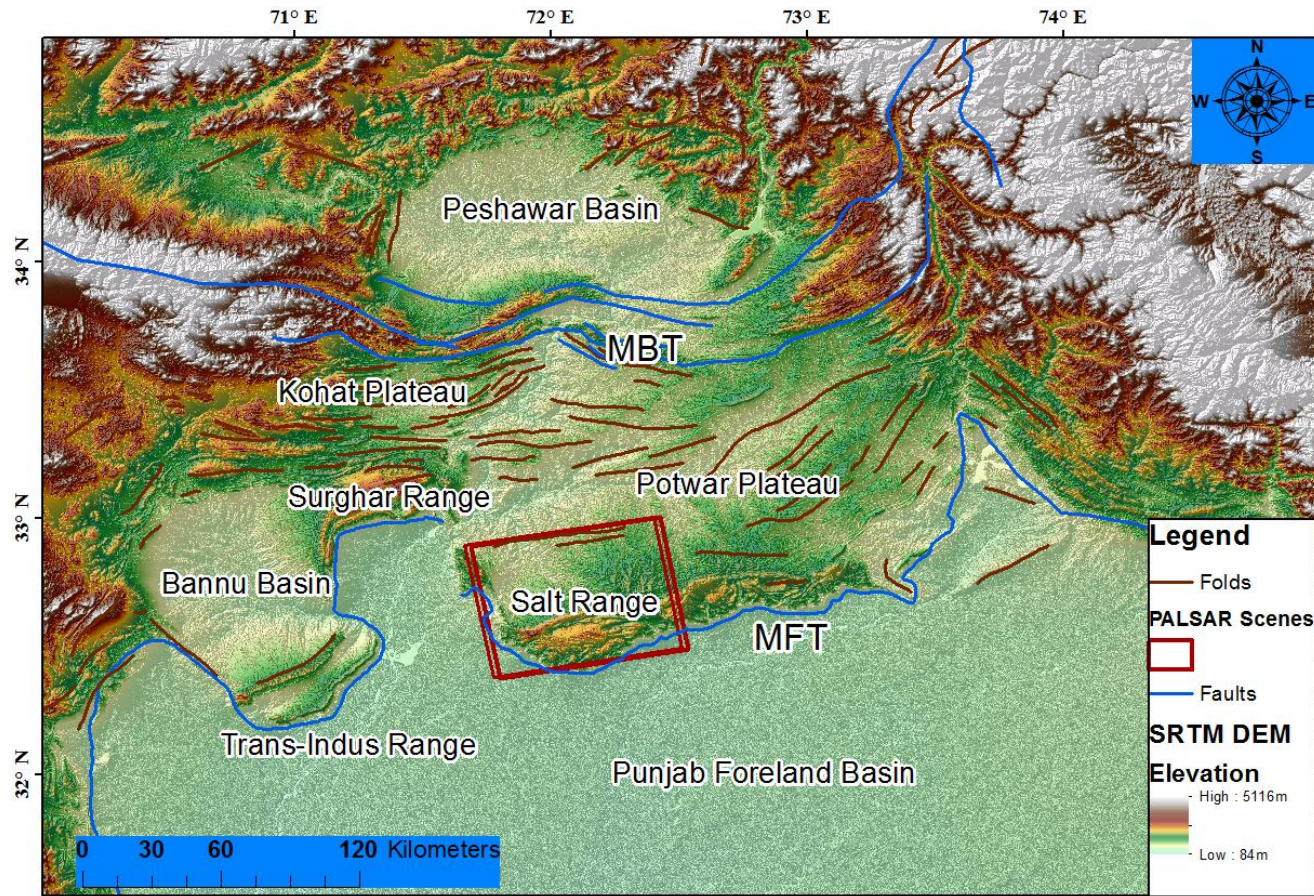 71° E
72° E
73° E
74° E
N
W
E
S
34° N
33° N
32° N
Peshawar Basin
MBT
Kohat Plateau
Surghar Range
Potwar Plateau
Bannu Basin
Salt Range
MFT
Trans-Indus Range
Punjab Foreland Basin
Legend
Folds
PALSAR Scenes
Faults
SRTM DEM
Elevation
High : 5116m
Low : 84m
0 30 60 120 Kilometers